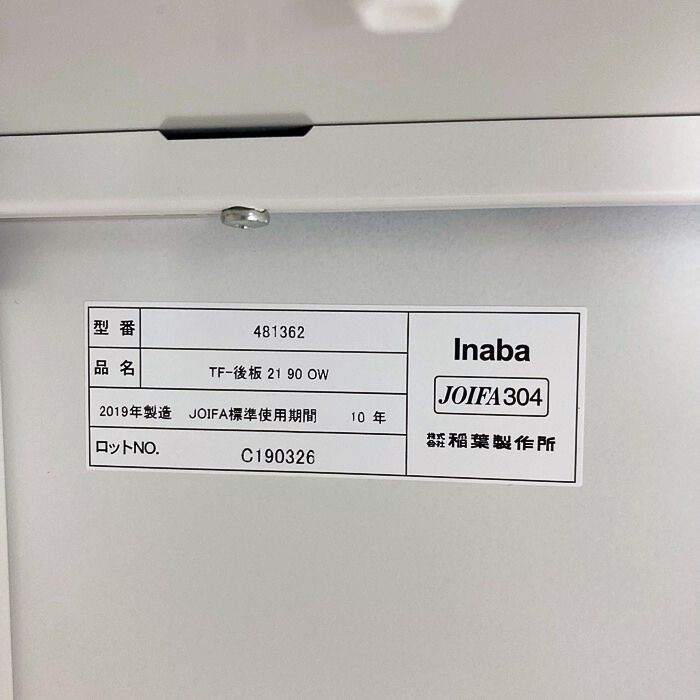 型番 481362
品名 TF-後板 21 90 OW
2019年製造 JOIFA標準使用期間 10 年
ロットNO. C190326
Inaba
JOIFA304
株式会社 稲葉製作所